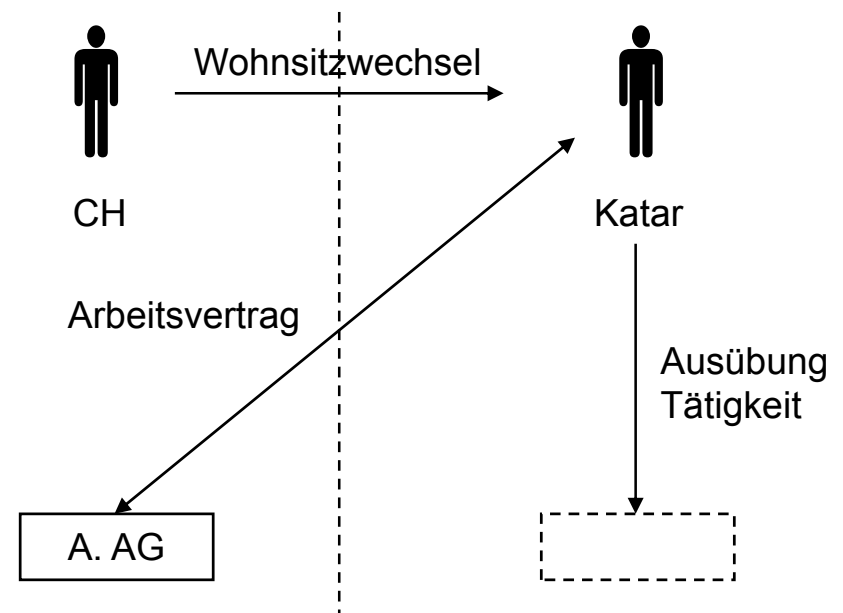 Wohnsitzwechsel
CH
Katar
Arbeitsvertrag
Ausübung
Tätigkeit
A. AG